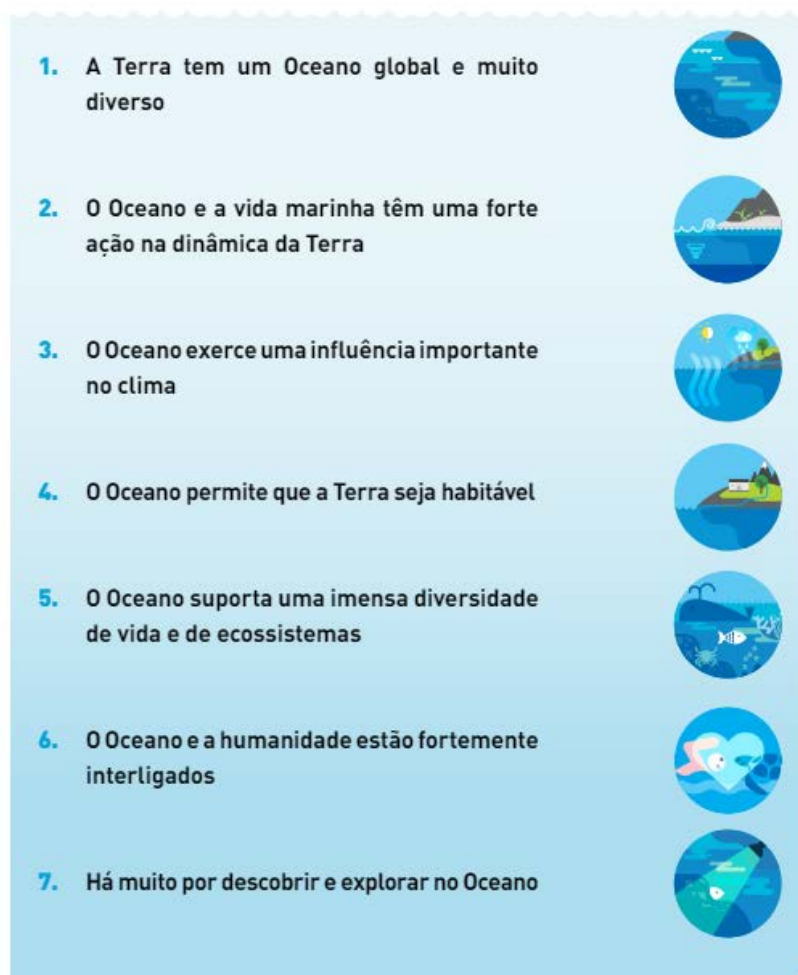 1. A Terra tem um Oceano global e muito
diverso
2. O Oceano e a vida marinha têm uma forte
ação na dinâmica da Terra
3. O Oceano exerce uma influência importante
no clima
4. O Oceano permite que a Terra seja habitável
5. O Oceano suporta uma imensa diversidade
de vida e de ecossistemas
6. O Oceano e a humanidade estão fortemente
interligados
7. Há muito por descobrir e explorar no Oceano